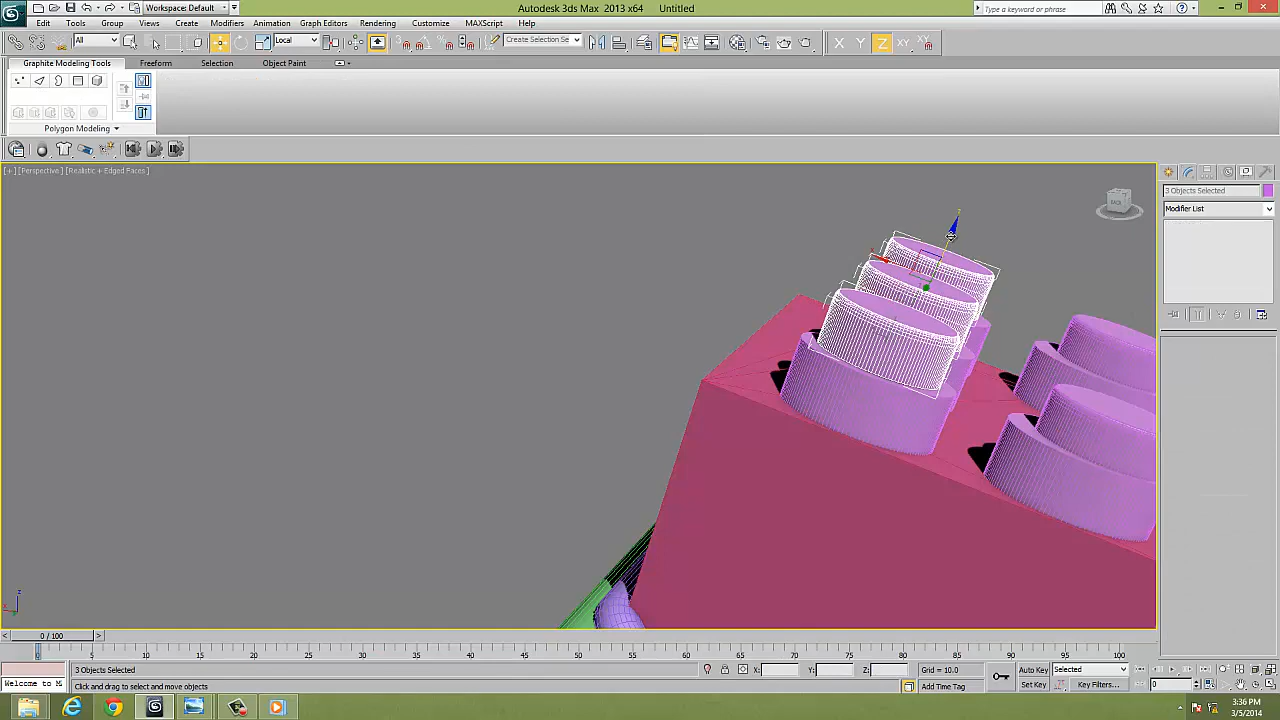 Workspace: Default
Autodesk 3ds Max 2013 x64 Untitled
Type a keyword or phrase
Edit Tools Group Views Create Modifiers Animation Graph Editors Rendering Customize MAXScript Help
All
Local
Create Selection Se
X Y Z XY
Graphite Modeling Tools Freeform Selection Object Paint
Polygon Modeling
[+] [Perspective] [Realistic + Edged Faces]
BACK
3 Objects Selected
Modifier List
0 / 100
0 5 10 15 20 25 30 35 40 45 50 55 60 65 70 75 80 85 90 95 100
3 Objects Selected
X: Y: Z: Grid = 10.0
Auto Key Selected
Welcome to M
Click and drag to select and move objects
Add Time Tag
Set Key Key Filters...
0
3:36 PM
3/5/2014